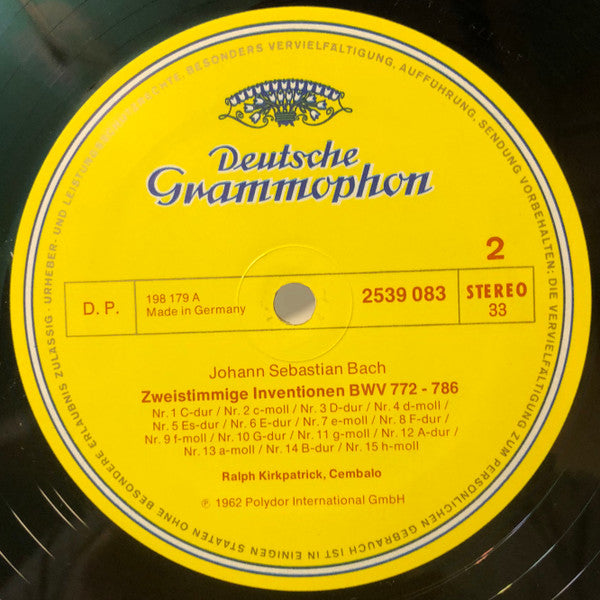 Deutsche
Grammophon
2
D. P.
198 179 A
Made in Germany
2539 083
STEREO
33
Johann Sebastian Bach
Zweistimmige Inventionen BWV 772 - 786
Nr. 1 C-dur / Nr. 2 c-moll / Nr. 3 D-dur / Nr. 4 d-moll /
Nr. 5 Es-dur / Nr. 6 E-dur / Nr. 7 e-moll / Nr. 8 F-dur /
Nr. 9 f-moll / Nr. 10 G-dur / Nr. 11 g-moll / Nr. 12 A-dur /
Nr. 13 a-moll / Nr. 14 B-dur / Nr. 15 h-moll
Ralph Kirkpatrick, Cembalo
℗ 1962 Polydor International GmbH
URHEBER- UND LEISTUNGSSCHUTZRECHTE, BESONDERS VERVIELFÄLTIGUNG, AUFFÜHRUNG, SENDUNG VORBEHALTEN; DIE VERVIELFÄLTIGUNG ZUM PERSÖNLICHEN GEBRAUCH IST IN EINIGEN STAATEN OHNE BESONDERE ERLAUBNIS ZULÄSSIG ·